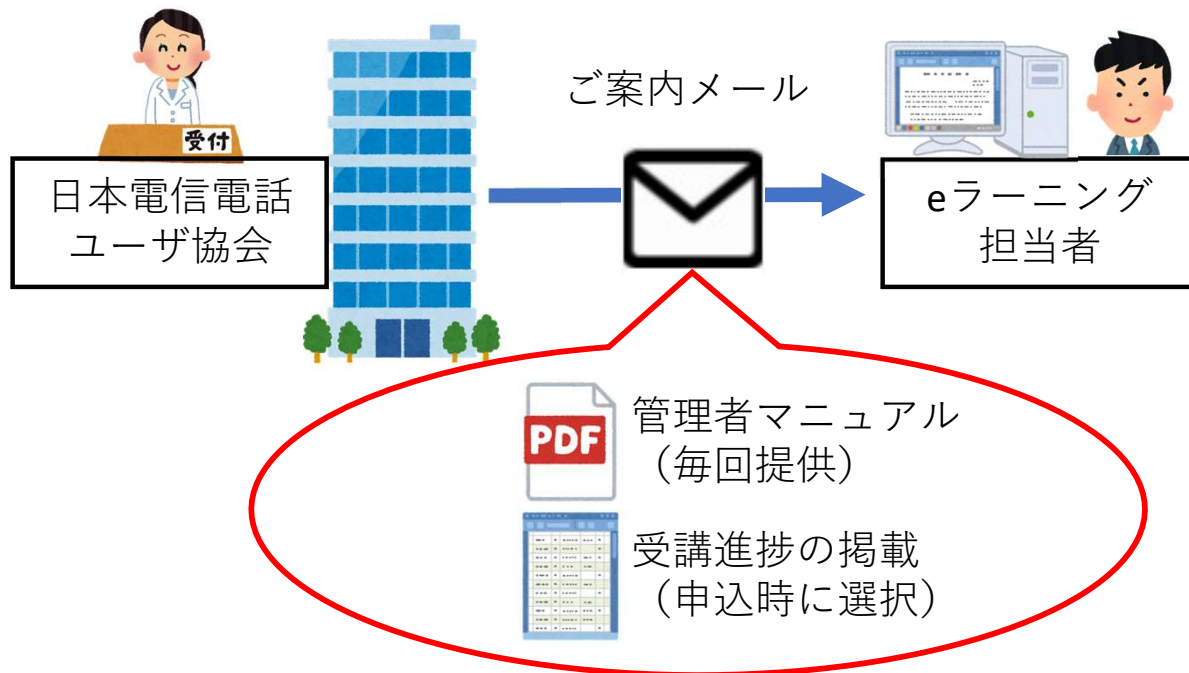 受付
日本電信電話
ユーザ協会
ご案内メール
eラーニング
担当者
PDF
管理者マニュアル
（毎回提供）
受講進捗の掲載
（申込時に選択）